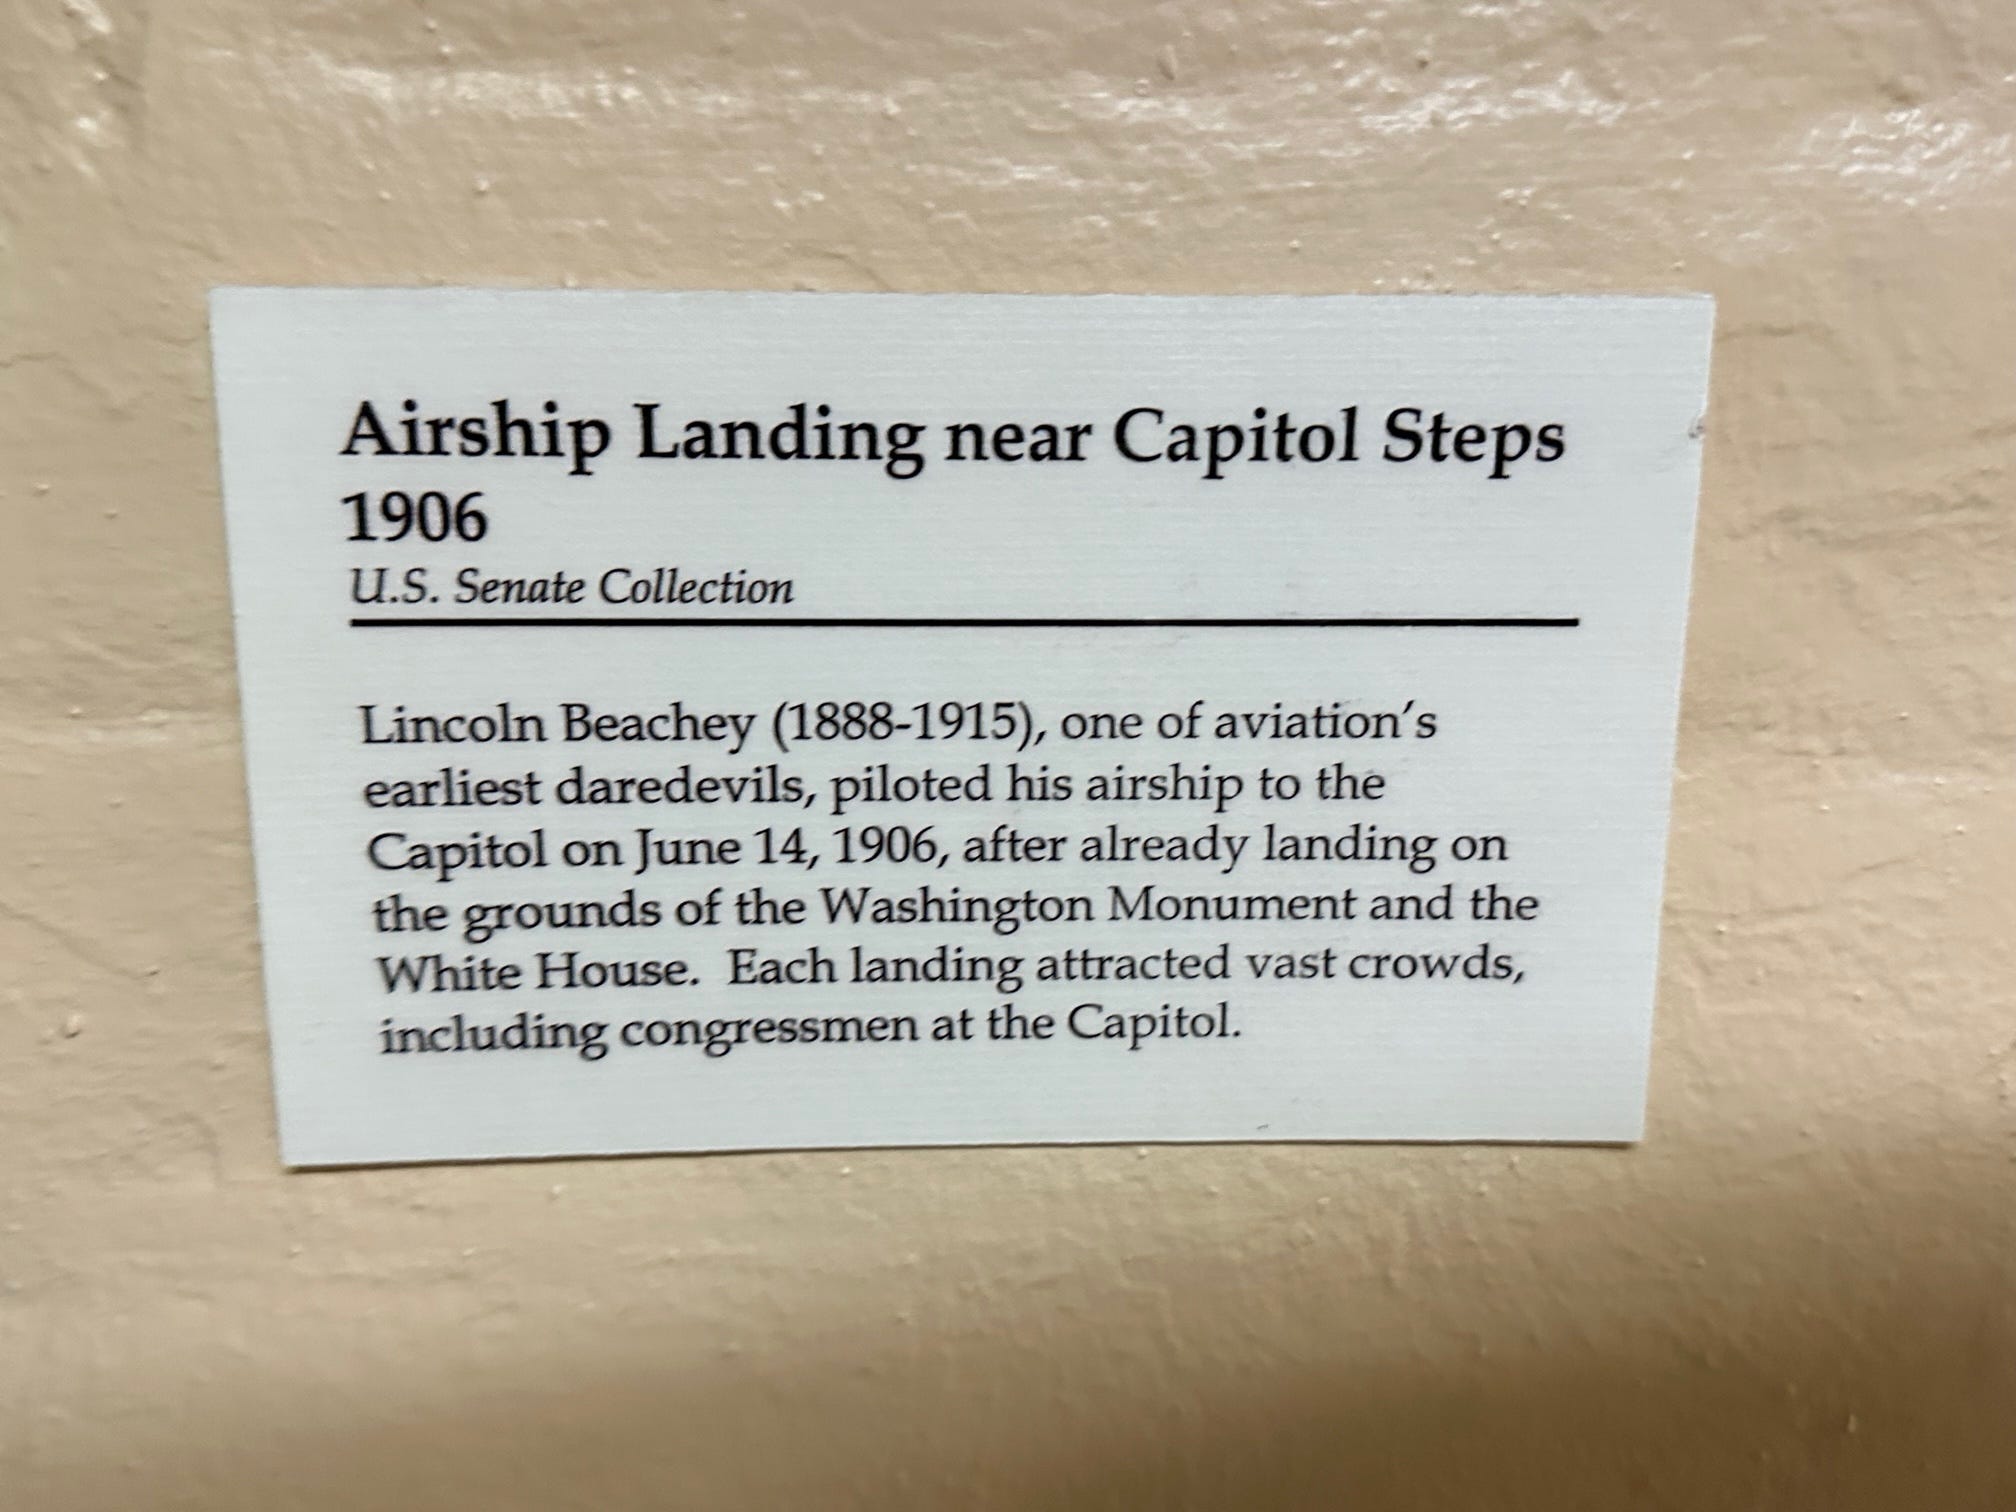 Airship Landing near Capitol Steps
1906
U.S. Senate Collection
Lincoln Beachey (1888-1915), one of aviation's
earliest daredevils, piloted his airship to the
Capitol on June 14, 1906, after already landing on
the grounds of the Washington Monument and the
White House.  Each landing attracted vast crowds,
including congressmen at the Capitol.